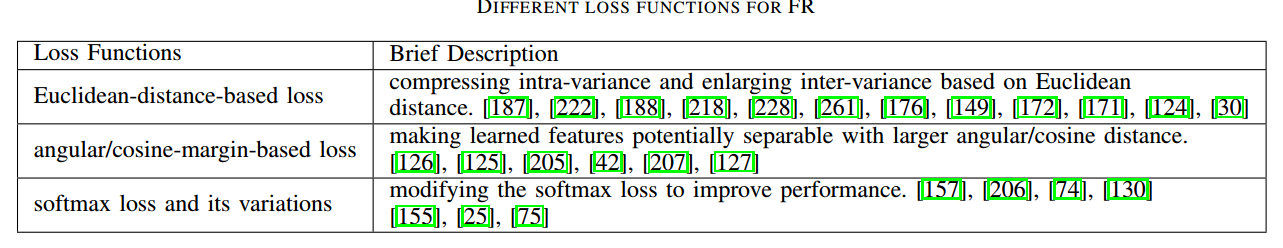 DIFFERENT LOSS FUNCTIONS FOR FR
Loss Functions
Brief Description
Euclidean-distance-based loss
compressing intra-variance and enlarging inter-variance based on Euclidean
distance. [187], [222], [188], [218], [228], [261], [176], [149], [172], [171], [124], [30]
angular/cosine-margin-based loss
making learned features potentially separable with larger angular/cosine distance.
[126], [125], [205], [42], [207], [127]
softmax loss and its variations
modifying the softmax loss to improve performance. [157], [206], [74], [130]
[155], [25], [75]